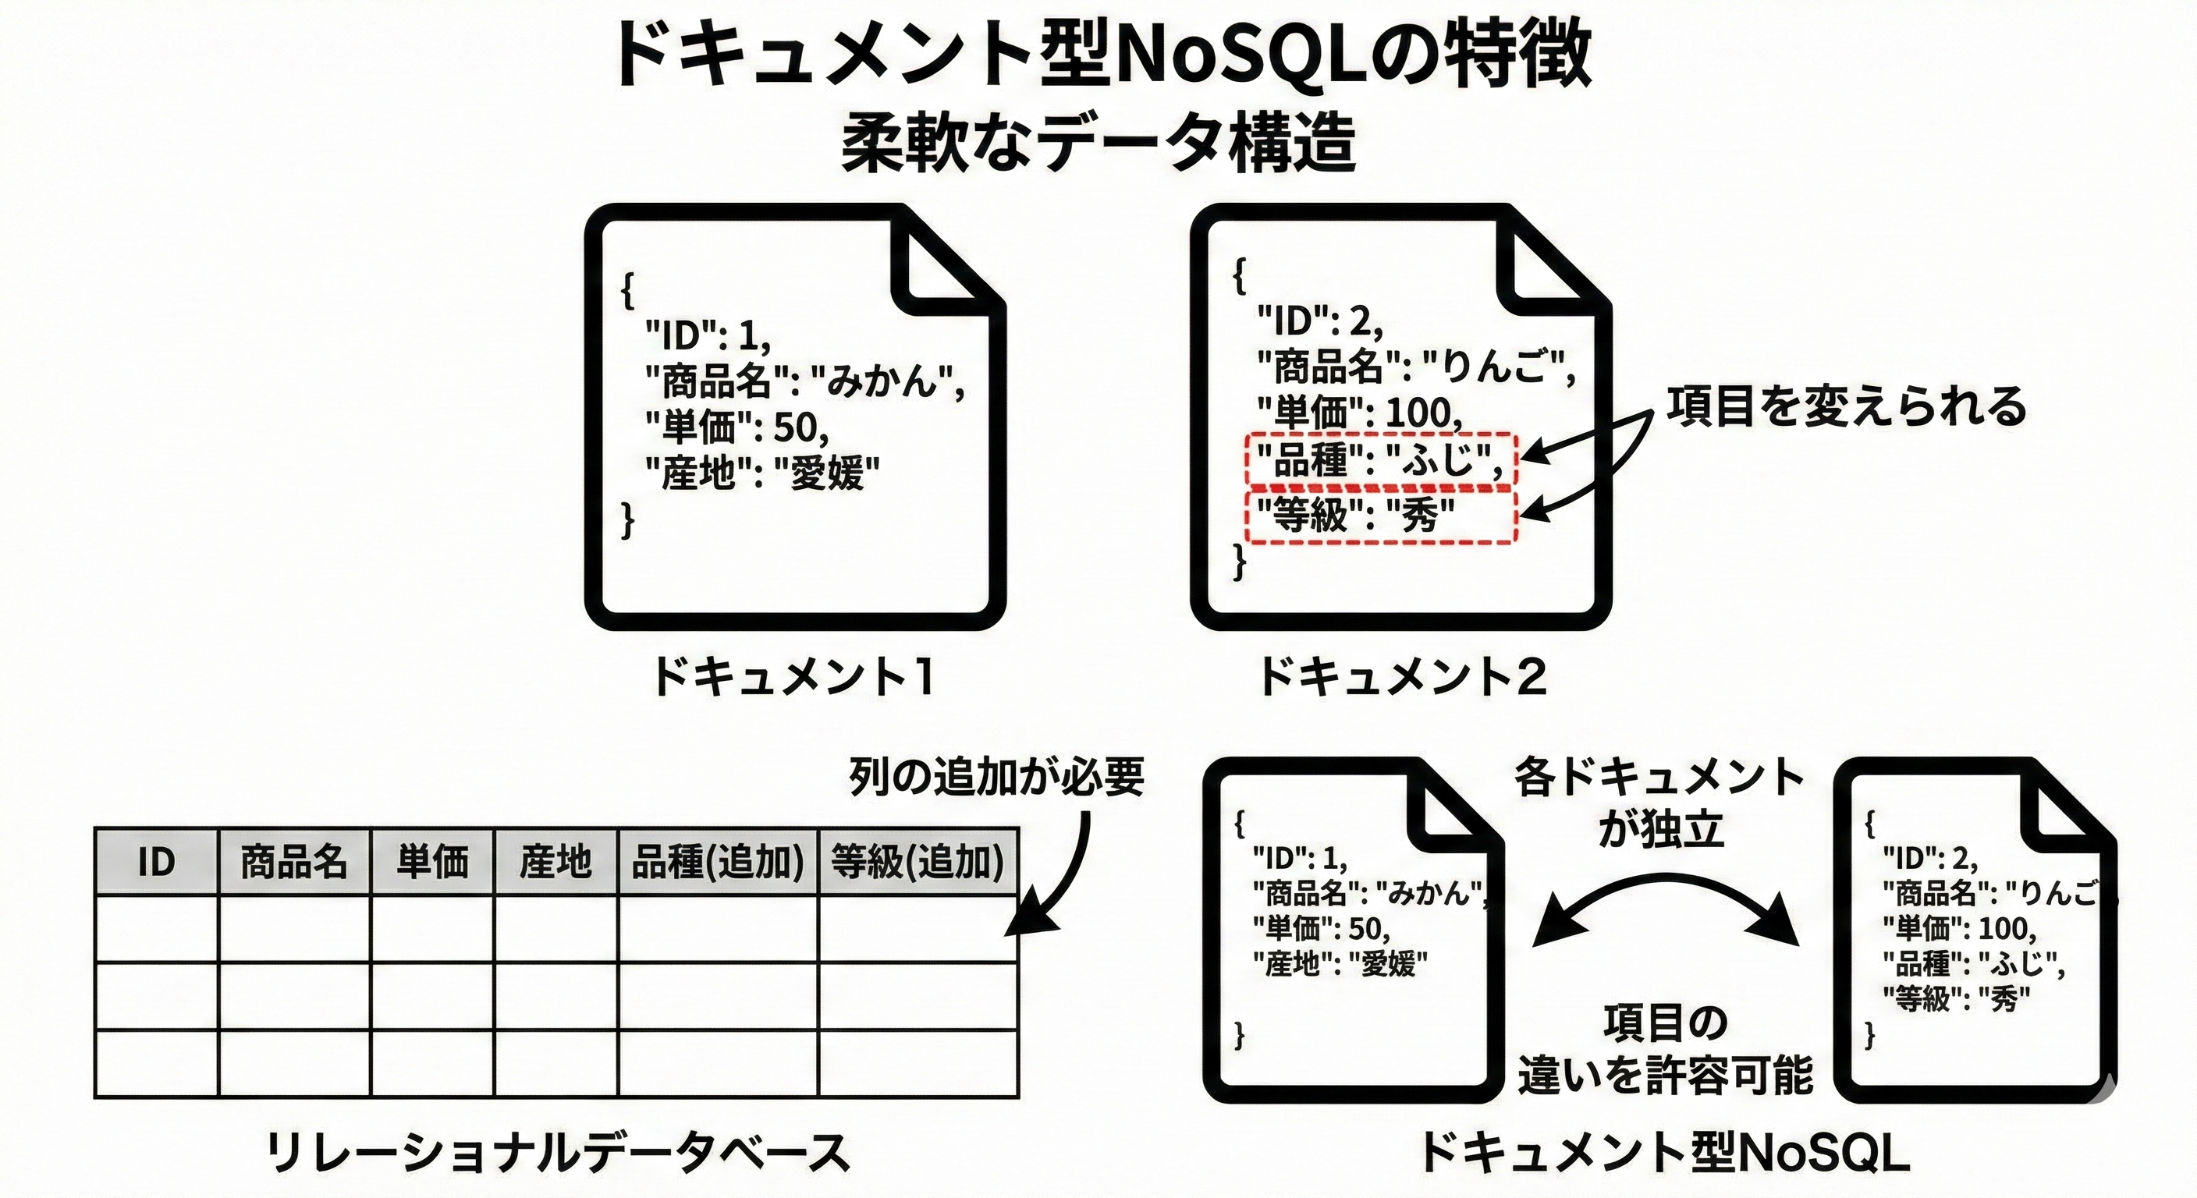 ドキュメント型NoSQLの特徴
柔軟なデータ構造
{
"ID": 1,
"商品名": "みかん",
"単価": 50,
"産地": "愛媛"
}
ドキュメント1
{
"ID": 2,
"商品名": "りんご",
"単価": 100,
"品種": "ふじ",
"等級": "秀"
}
ドキュメント2
項目を変えられる
列の追加が必要
ID 商品名 単価 産地 品種(追加) 等級(追加)
リレーショナルデータベース
{
"ID": 1,
"商品名": "みかん",
"単価": 50,
"産地": "愛媛"
}
各ドキュメント
が独立
項目の
違いを許容可能
{
"ID": 2,
"商品名": "りんご
"単価": 100,
"品種": "ふじ",
"等級": "秀"
}
ドキュメント型NoSQL